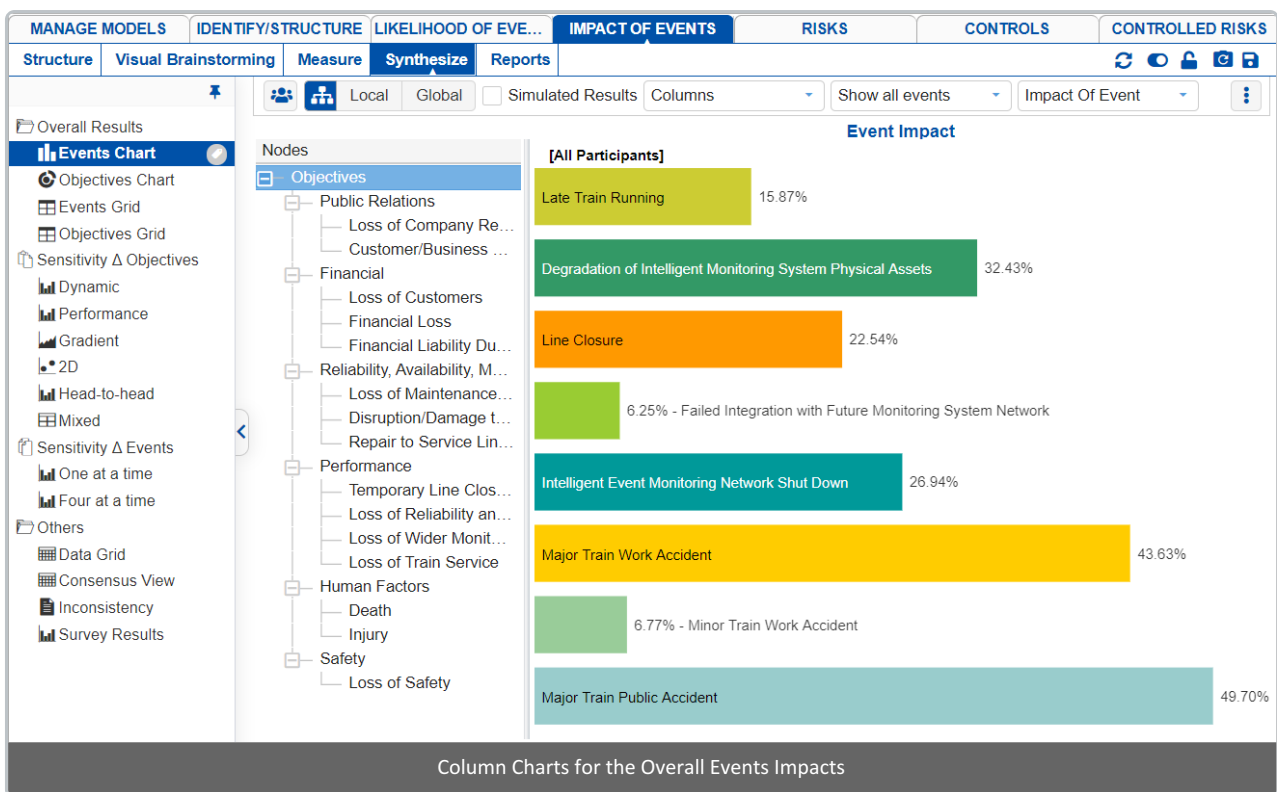 MANAGE MODELS IDENTIFY/STRUCTURE LIKELIHOOD OF EVE... IMPACT OF EVENTS RISKS CONTROLS CONTROLLED RISKS
Structure Visual Brainstorming Measure Synthesize Reports
Local Global Simulated Results Columns Show all events Impact Of Event
Overall Results
Events Chart
Objectives Chart
Events Grid
Objectives Grid
Sensitivity Δ Objectives
Dynamic
Performance
Gradient
2D
Head-to-head
Mixed
Sensitivity Δ Events
One at a time
Four at a time
Others
Data Grid
Consensus View
Inconsistency
Survey Results
Nodes
Objectives
Public Relations
Loss of Company Re...
Customer/Business ...
Financial
Loss of Customers
Financial Loss
Financial Liability Du...
Reliability, Availability, M...
Loss of Maintenance...
Disruption/Damage t...
Repair to Service Lin...
Performance
Temporary Line Clos...
Loss of Reliability an...
Loss of Wider Monit...
Loss of Train Service
Human Factors
Death
Injury
Safety
Loss of Safety
Event Impact
[All Participants]
Late Train Running 15.87%
Degradation of Intelligent Monitoring System Physical Assets 32.43%
Line Closure 22.54%
6.25% - Failed Integration with Future Monitoring System Network
Intelligent Event Monitoring Network Shut Down 26.94%
Major Train Work Accident 43.63%
6.77% - Minor Train Work Accident
Major Train Public Accident 49.70%
Column Charts for the Overall Events Impacts